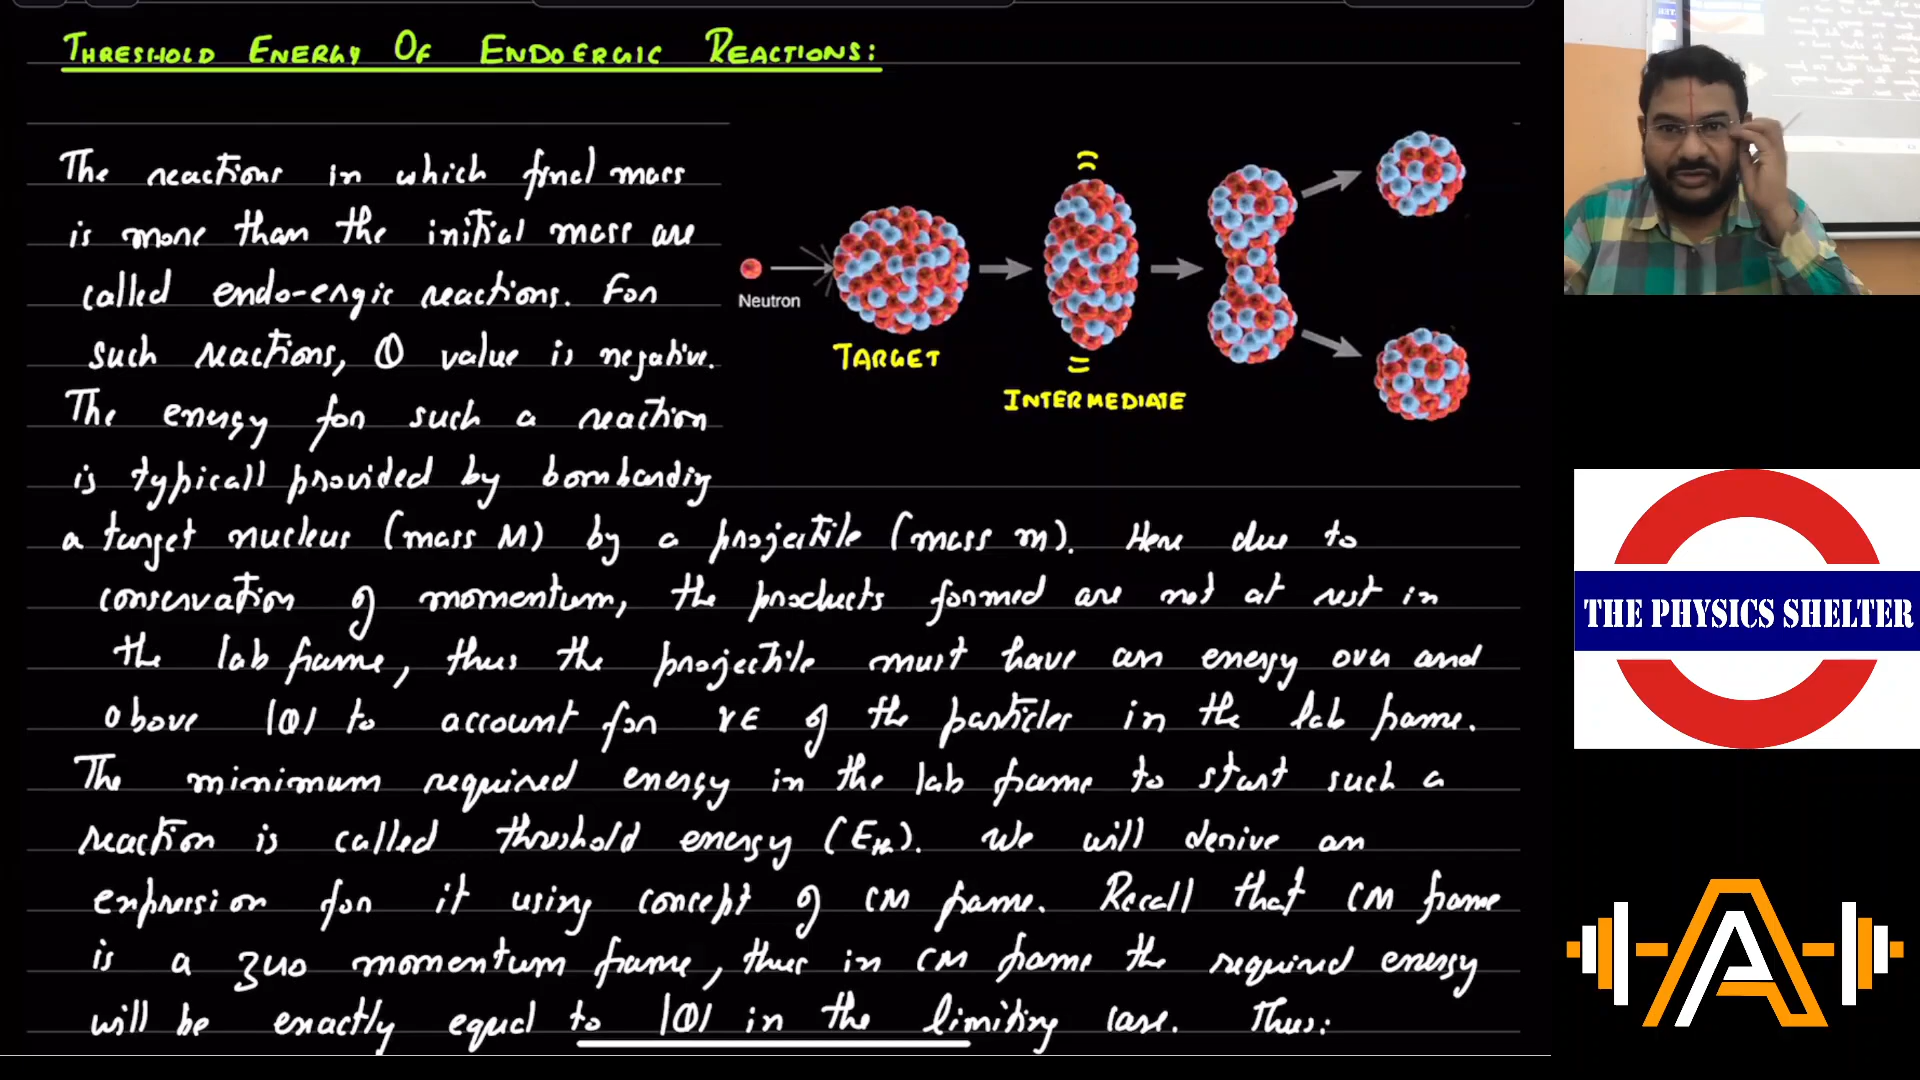 THRESHOLD ENERGY OF ENDOERGIC REACTIONS:
The reactions in which final mass
is more than the initial mass are
called endo-ergic reactions. For
such reactions, Q value is negative.
The energy for such a reaction
is typicall provided by bombarding
a target nucleus (mass M) by a projectile (mass m). Here due to
conservation of momentum, the products formed are not at rest in
the lab frame, thus the projectile must have an energy over and
above |Q| to account for KE of the particles in the lab frame.
The minimum required energy in the lab frame to start such a
reaction is called threshold energy (Eth). We will derive an
expression for it using concept of CM frame. Recall that CM frame
is a zero momentum frame, thus in CM frame the required energy
will be exactly equal to |Q| in the limiting case. Thus:
Neutron
TARGET
INTERMEDIATE
THE PHYSICS SHELTER